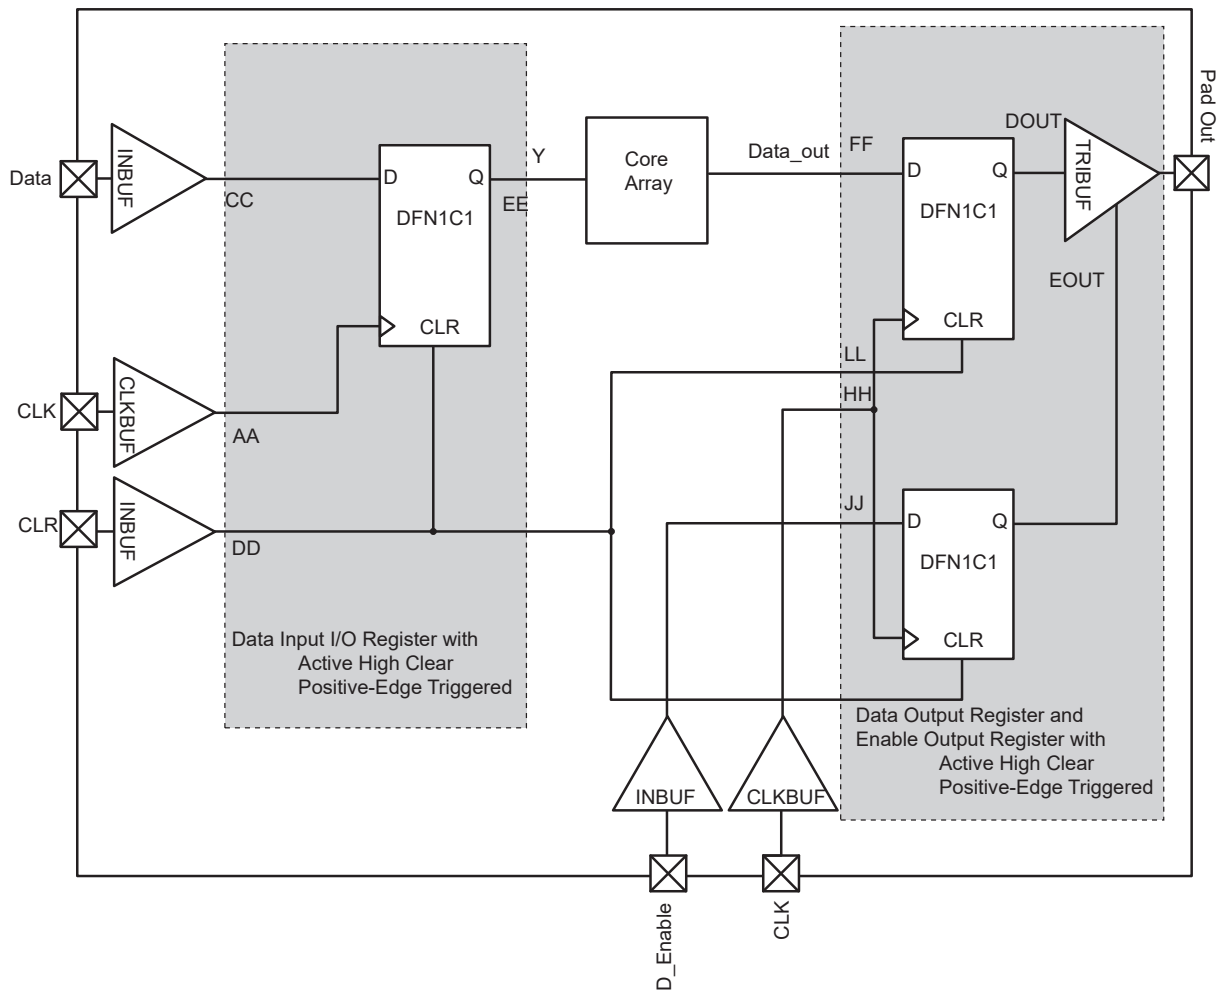 Pad Out
DOUT
INBUF
Y
Core
Array
Data_out
FF
TRIBUF
Data
CC
D
Q
EE
DFN1C1
D
Q
DFN1C1
EOUT
CLR
CLR
LL
HH
CLK
CLKBUF
AA
CLR
INBUF
DD
JJ
D
Q
DFN1C1
CLR
Data Input I/O Register with
Active High Clear
Positive-Edge Triggered
Data Output Register and
Enable Output Register with
Active High Clear
Positive-Edge Triggered
INBUF
CLKBUF
D_Enable
CLK